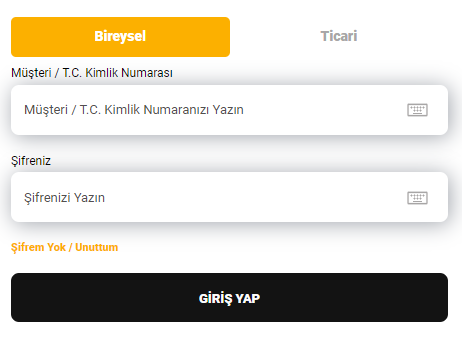 Bireysel Ticari
Müşteri / T.C. Kimlik Numarası
Müşteri / T.C. Kimlik Numaranızı Yazın
Şifreniz
Şifrenizi Yazın
Şifrem Yok / Unuttum
GİRİŞ YAP